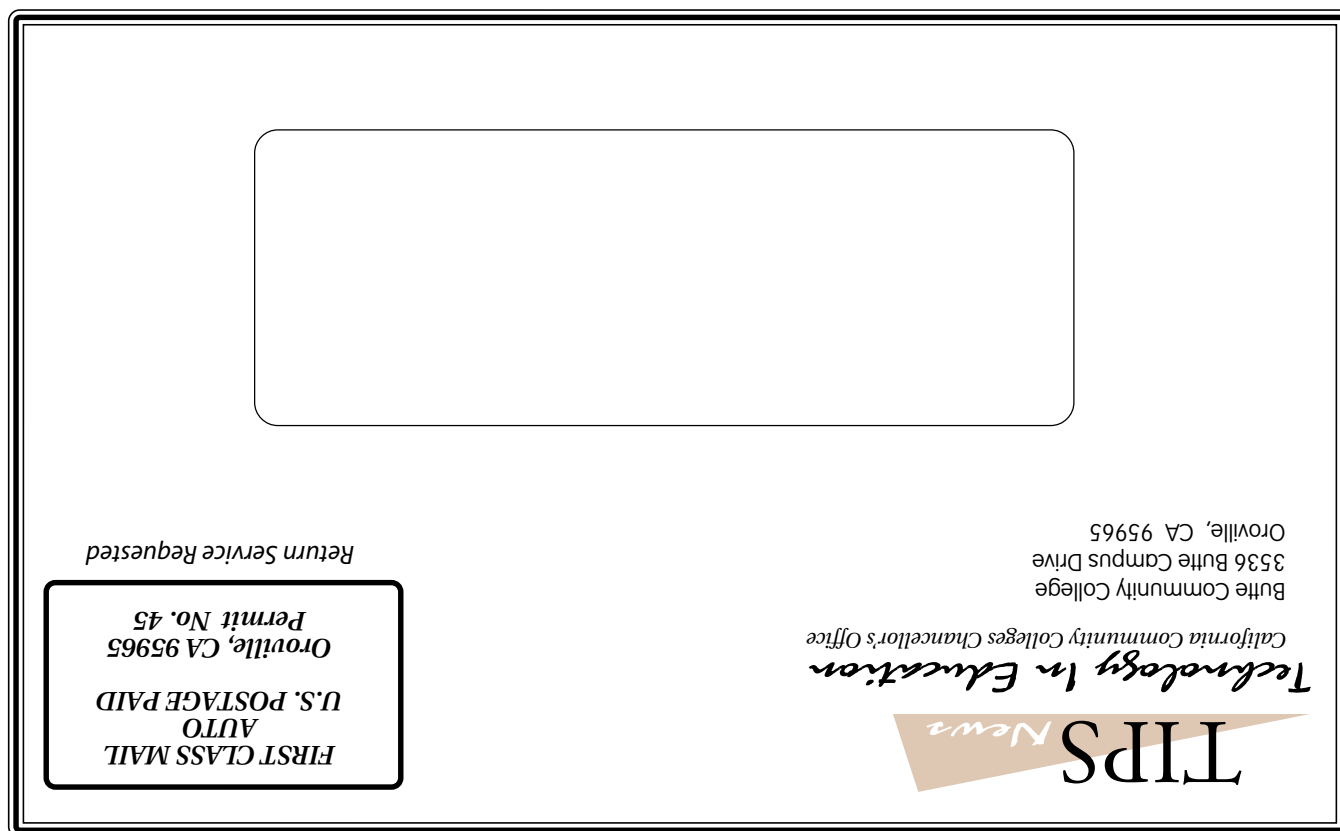 TIPS
News
Technology In Education
California Community Colleges Chancellor's Office
Butte Community College
3536 Butte Campus Drive
Oroville, CA 95965
FIRST CLASS MAIL
AUTO
U.S. POSTAGE PAID
Oroville, CA 95965
Permit No. 45
Return Service Requested